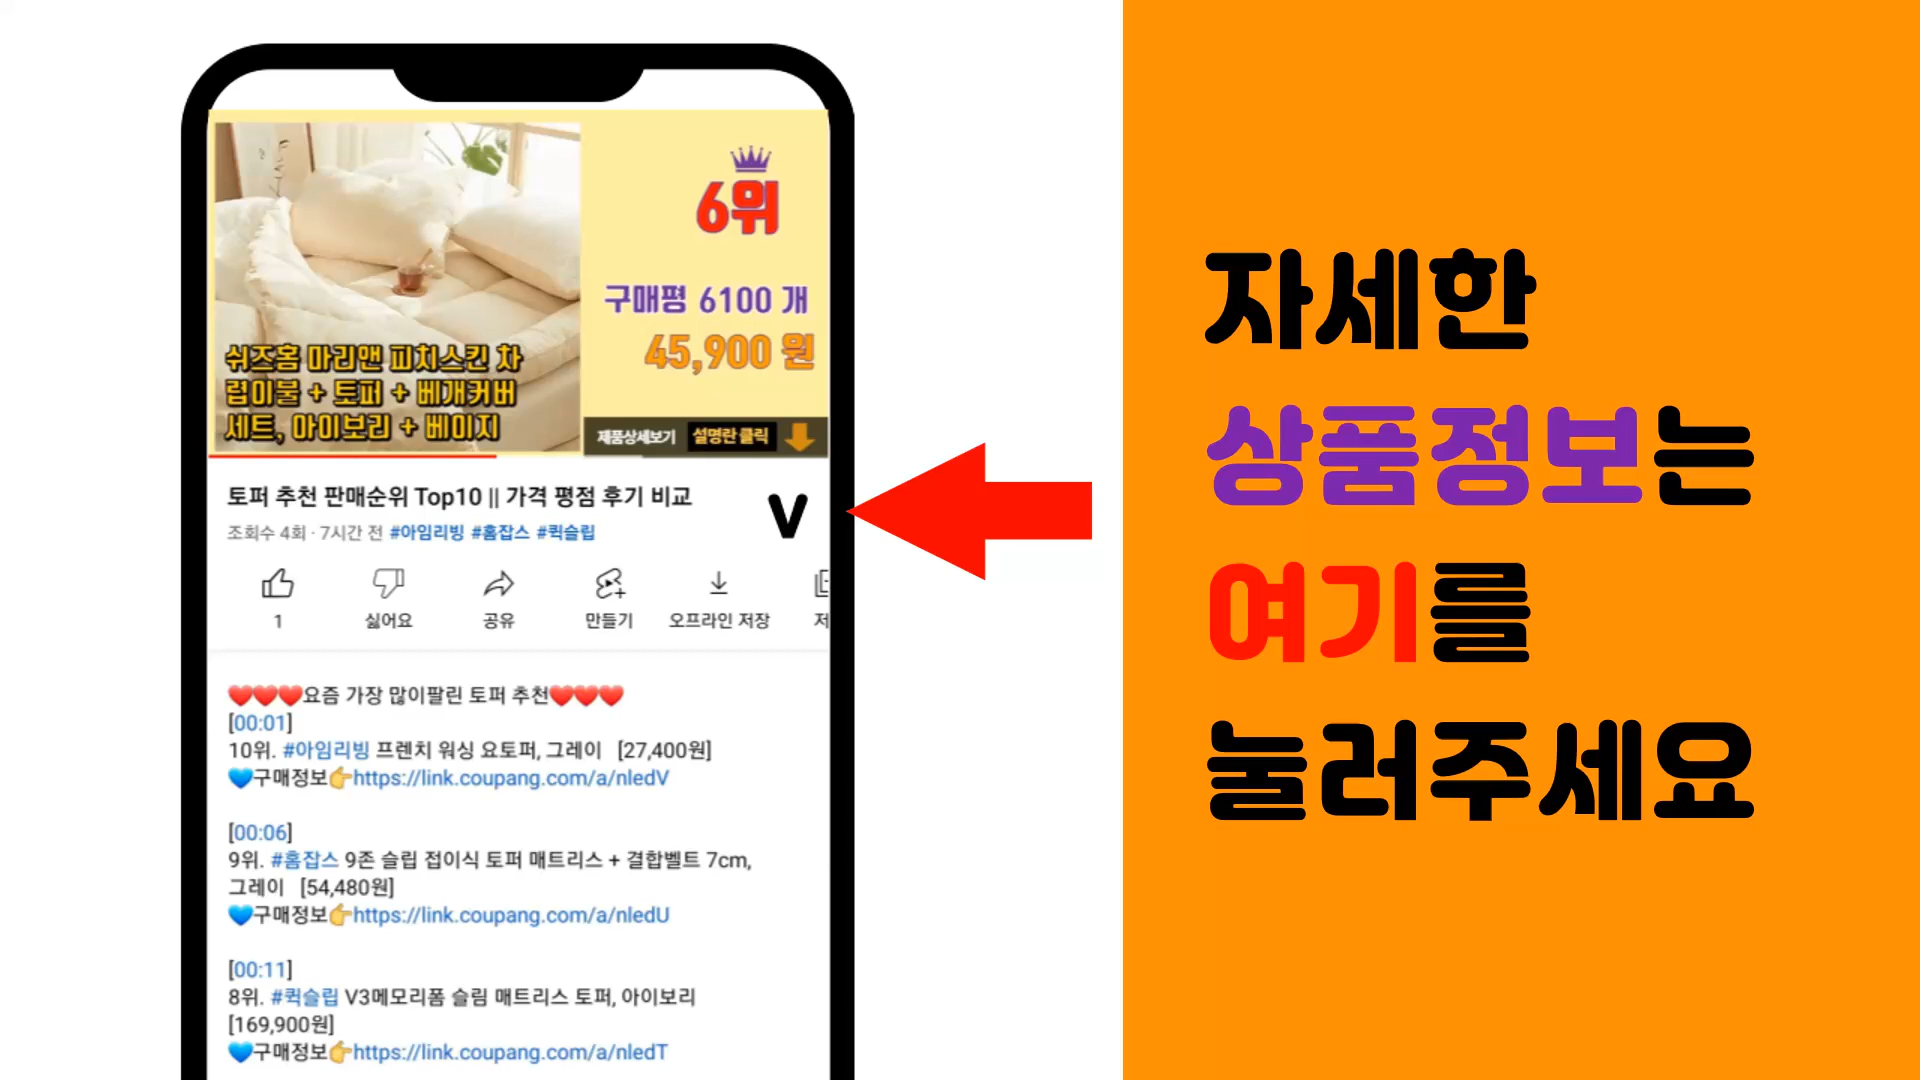 6위
구매평 6100 개
45,900 원
쉬즈홈 마리앤 피치스킨 차
렵이불 + 토퍼 + 베개커버
세트, 아이보리 + 베이지
제품상세보기 설명란 클릭
토퍼 추천 판매순위 Top10 || 가격 평점 후기 비교
V
조회수 4회 · 7시간 전 #아임리빙 #홈잡스 #퀵슬립
1 싫어요 공유 만들기 오프라인 저장 저
❤️❤️❤️요즘 가장 많이팔린 토퍼 추천❤️❤️❤️
[00:01]
10위. #아임리빙 프렌치 워싱 요토퍼, 그레이 [27,400원]
💙구매정보👉https://link.coupang.com/a/nledV
[00:06]
9위. #홈잡스 9존 슬립 접이식 토퍼 매트리스 + 결합벨트 7cm,
그레이 [54,480원]
💙구매정보👉https://link.coupang.com/a/nledU
[00:11]
8위. #퀵슬립 V3메모리폼 슬림 매트리스 토퍼, 아이보리
[169,900원]
💙구매정보👉https://link.coupang.com/a/nledT
자세한
상품정보는
여기를
눌러주세요